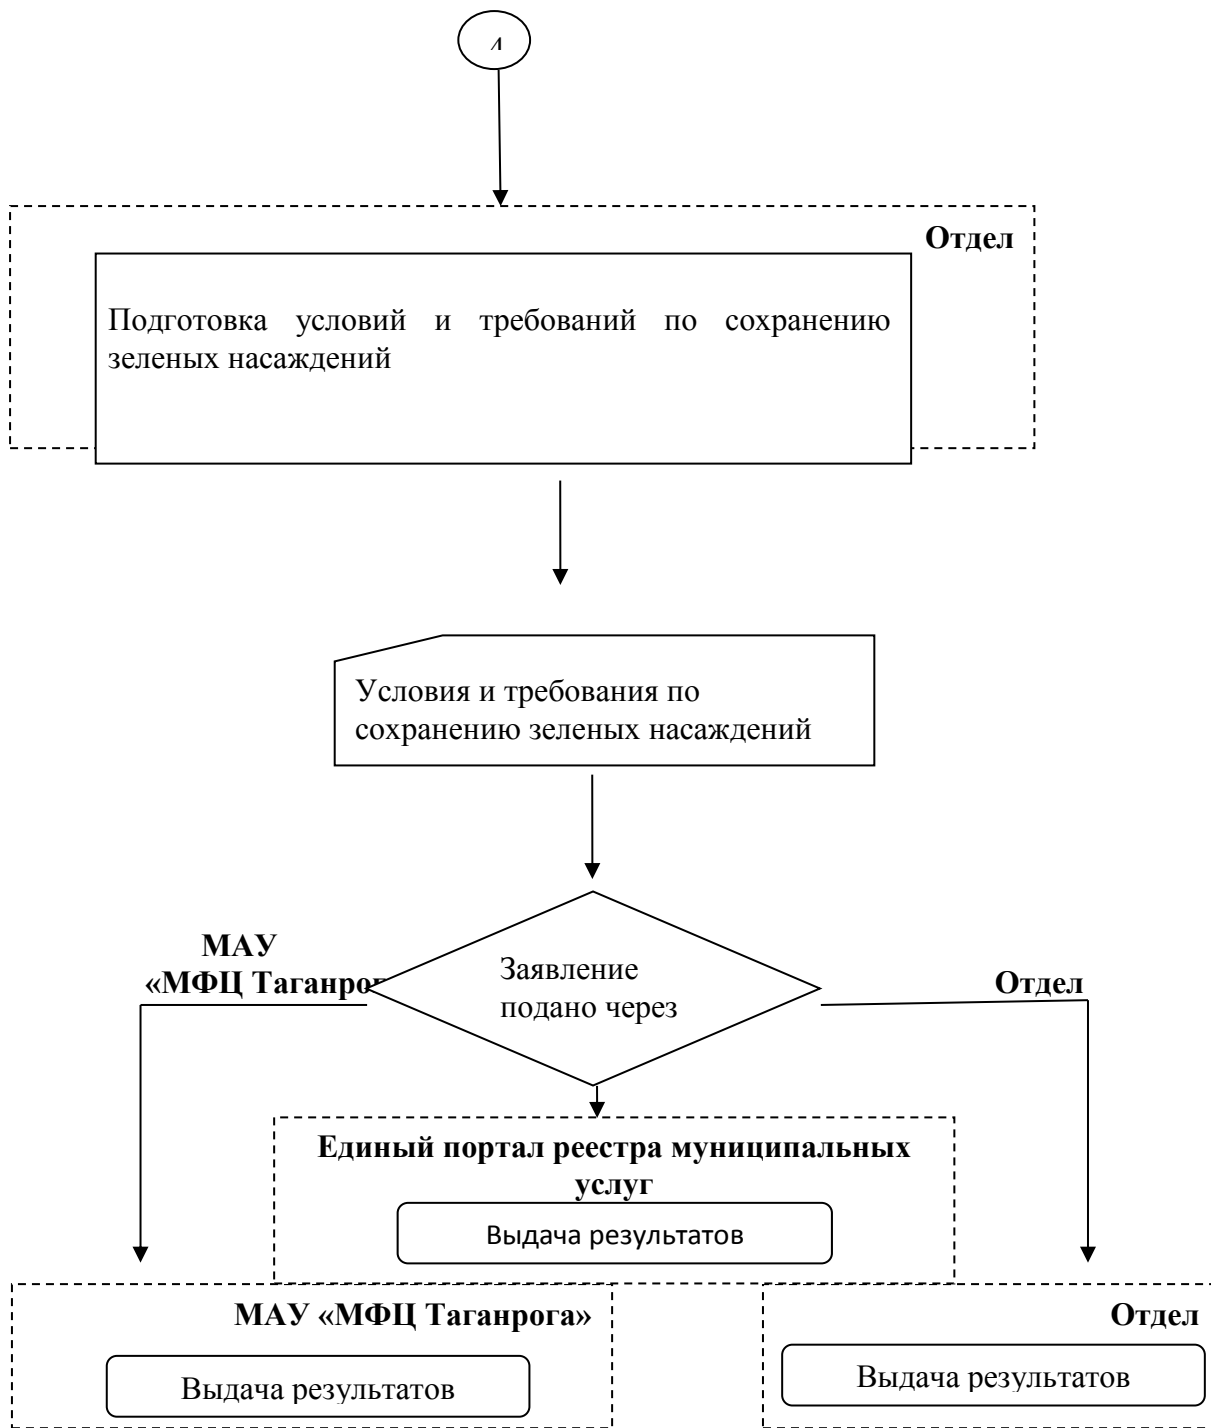 Отдел
Подготовка условий и требований по сохранению
зеленых насаждений
Условия и требования по
сохранению зеленых насаждений
МАУ
«МФЦ Таганрог
Заявление
подано через
Отдел
Единый портал реестра муниципальных
услуг
Выдача результатов
МАУ «МФЦ Таганрога»
Выдача результатов
Отдел
Выдача результатов